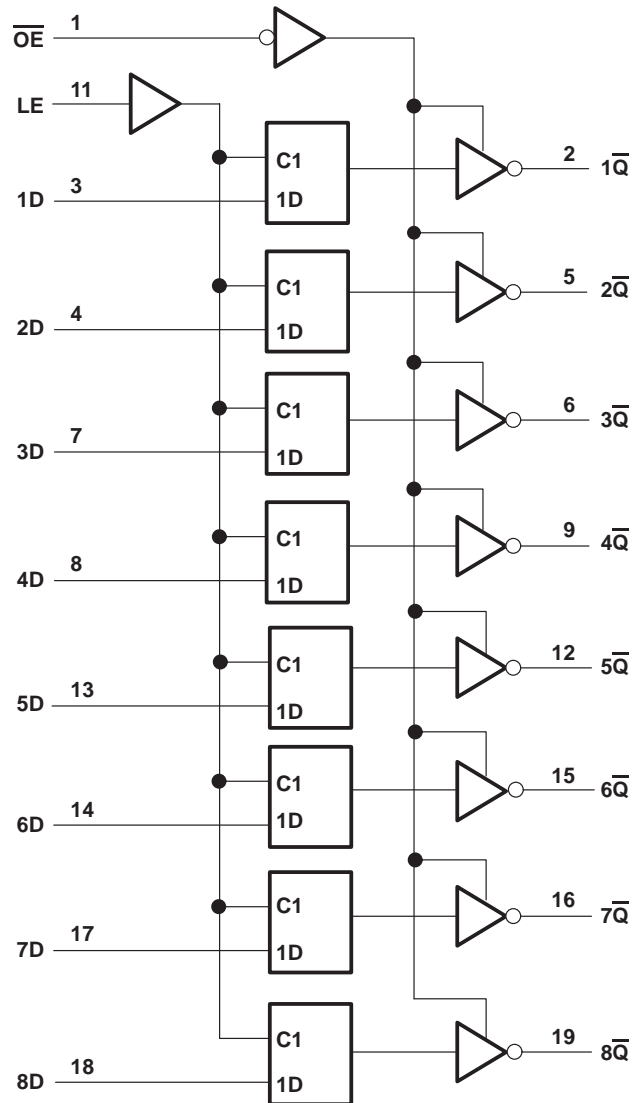 O̅E̅ 1
LE 11
C1
1D 3 1D 2 1Q̅
C1
2D 4 1D 5 2Q̅
C1
3D 7 1D 6 3Q̅
C1
4D 8 1D 9 4Q̅
C1
5D 13 1D 12 5Q̅
C1
6D 14 1D 15 6Q̅
C1
7D 17 1D 16 7Q̅
C1
8D 18 1D 19 8Q̅